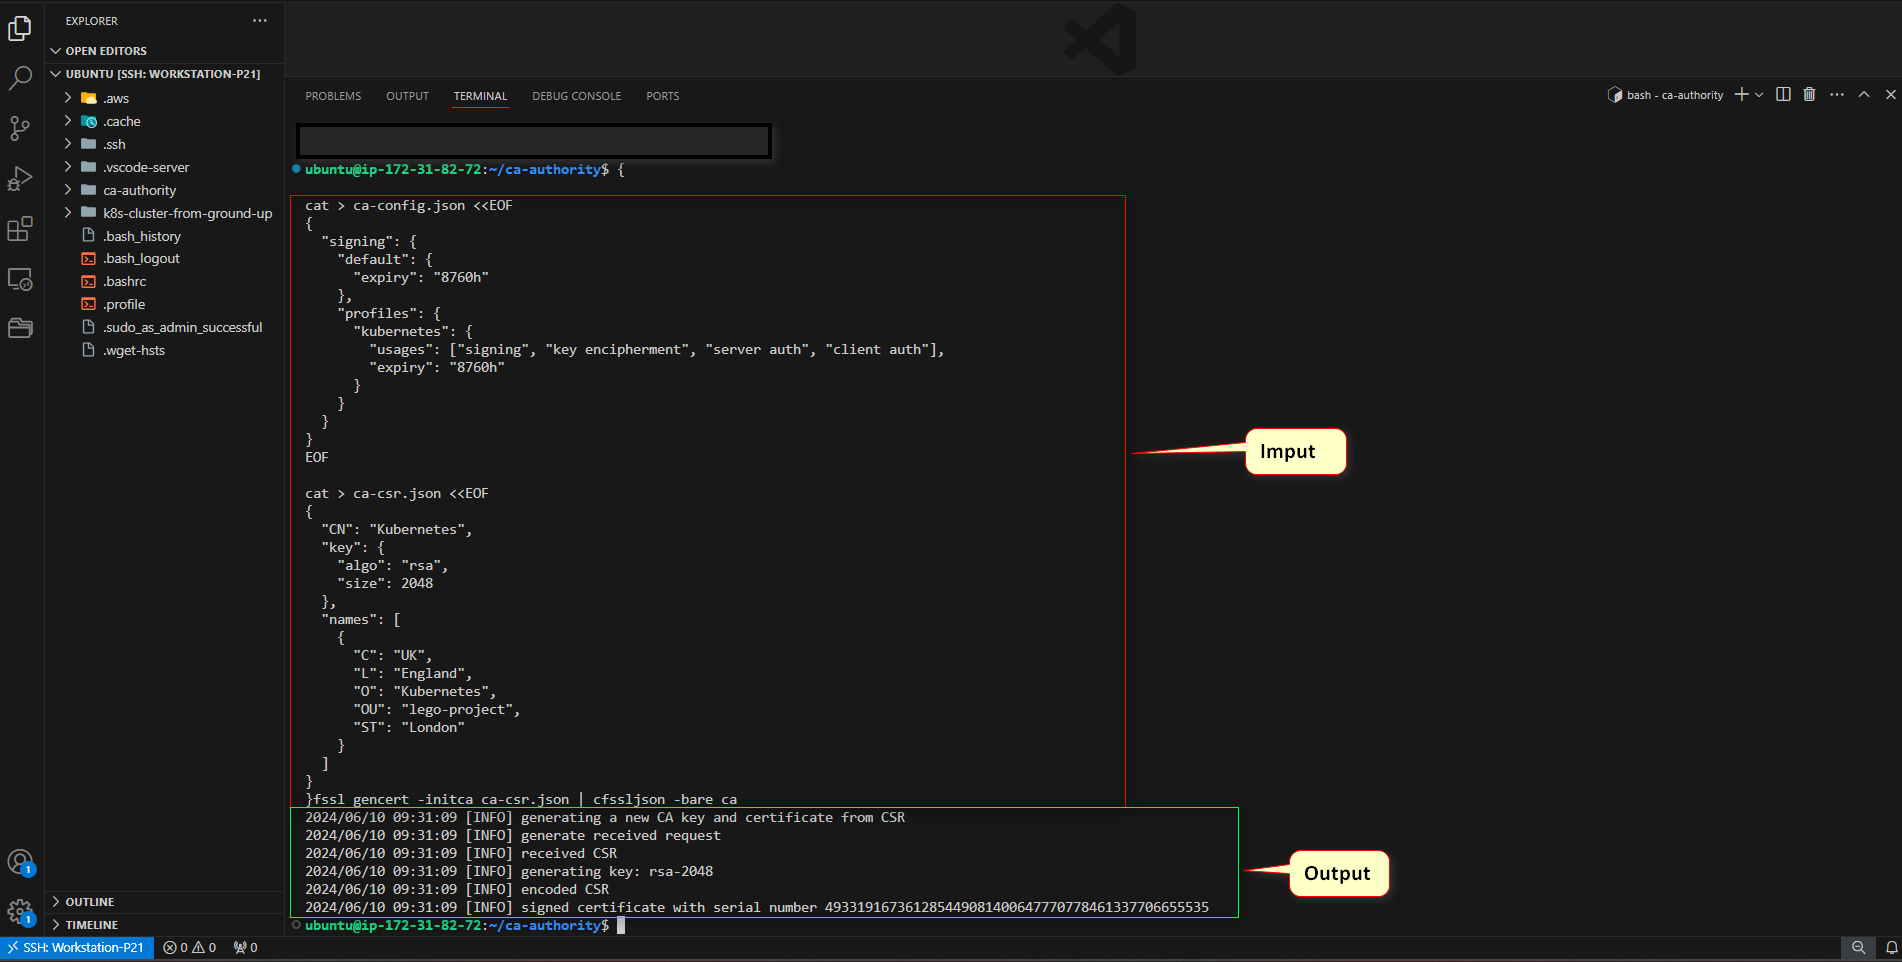 EXPLORER
OPEN EDITORS
UBUNTU [SSH: WORKSTATION-P21]
.aws
.cache
.ssh
.vscode-server
ca-authority
k8s-cluster-from-ground-up
.bash_history
.bash_logout
.bashrc
.profile
.sudo_as_admin_successful
.wget-hsts
OUTLINE
TIMELINE
PROBLEMS OUTPUT TERMINAL DEBUG CONSOLE PORTS
bash - ca-authority
ubuntu@ip-172-31-82-72:~/ca-authority$ {
cat > ca-config.json <<EOF
{
  "signing": {
    "default": {
      "expiry": "8760h"
    },
    "profiles": {
      "kubernetes": {
        "usages": ["signing", "key encipherment", "server auth", "client auth"],
        "expiry": "8760h"
      }
    }
  }
}
EOF
cat > ca-csr.json <<EOF
{
  "CN": "Kubernetes",
  "key": {
    "algo": "rsa",
    "size": 2048
  },
  "names": [
    {
      "C": "UK",
      "L": "England",
      "O": "Kubernetes",
      "OU": "lego-project",
      "ST": "London"
    }
  ]
}
}fssl gencert -initca ca-csr.json | cfssljson -bare ca
2024/06/10 09:31:09 [INFO] generating a new CA key and certificate from CSR
2024/06/10 09:31:09 [INFO] generate received request
2024/06/10 09:31:09 [INFO] received CSR
2024/06/10 09:31:09 [INFO] generating key: rsa-2048
2024/06/10 09:31:09 [INFO] encoded CSR
2024/06/10 09:31:09 [INFO] signed certificate with serial number 493319167361285449081400647770778461337706655535
ubuntu@ip-172-31-82-72:~/ca-authority$
Imput
Output
1
1
SSH: Workstation-P21 0 0 0